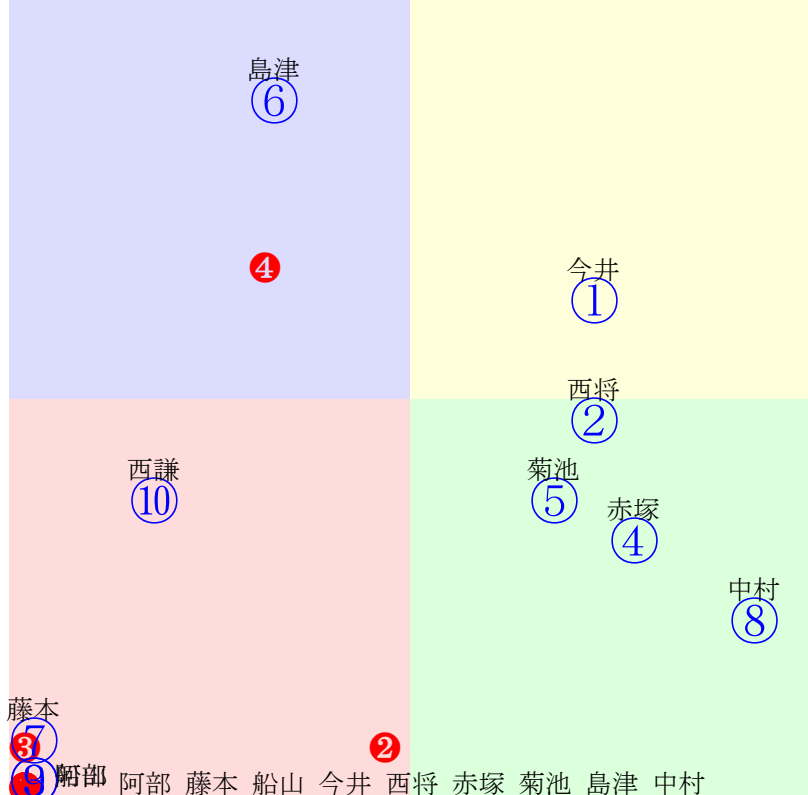 島津
⑥
❹
今井
①
西将
②
西謙
⑩
菊池
⑤
赤塚
④
中村
⑧
藤本
⑦
❸
❷
⑨
阿部 藤本 船山 今井 西将 赤塚 菊池 島津 中村